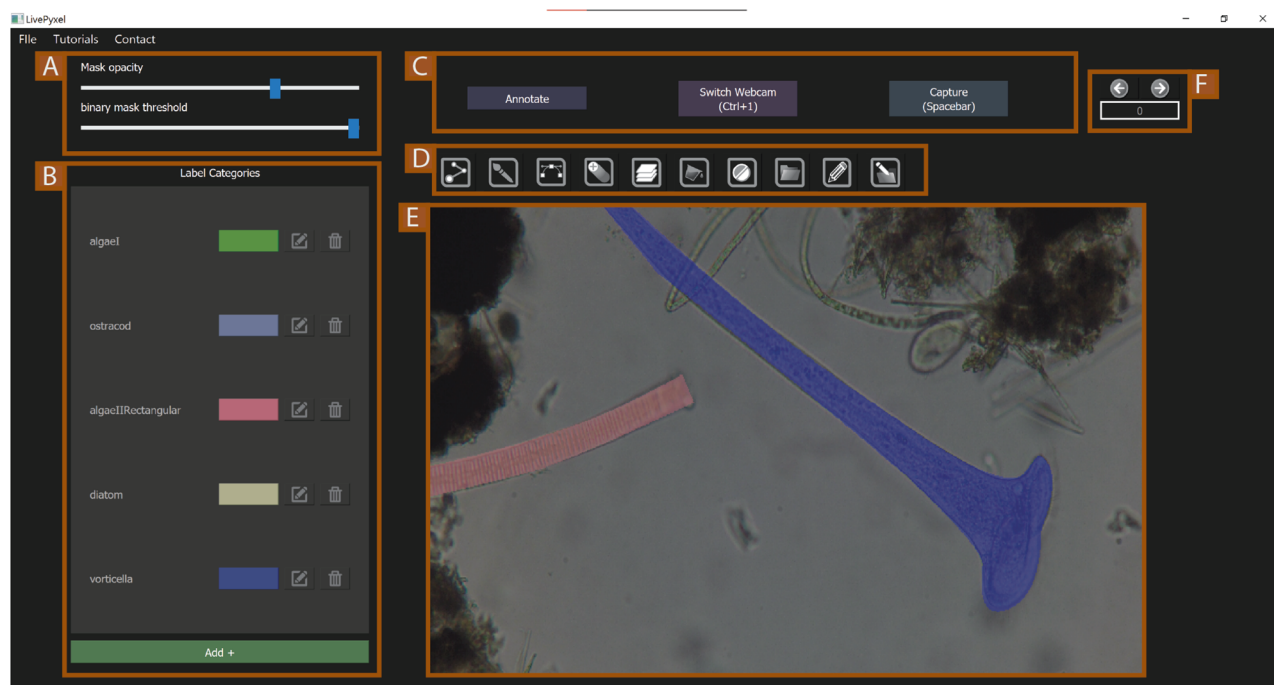 LivePyxel
FIle Tutorials Contact
A
Mask opacity
binary mask threshold
B
Label Categories
algaeI
ostracod
algaeIIRectangular
diatom
vorticella
Add +
C
Annotate
Switch Webcam
(Ctrl+1)
Capture
(Spacebar)
F
0
D
E